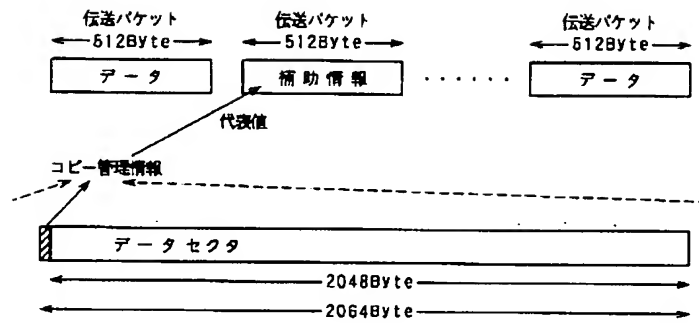 伝送パケット 伝送パケット 伝送パケット
512Byte 512Byte 512Byte
データ 補助情報 ・・・・・・ データ
代表値
コピー管理情報
データセクタ
2048Byte
2064Byte